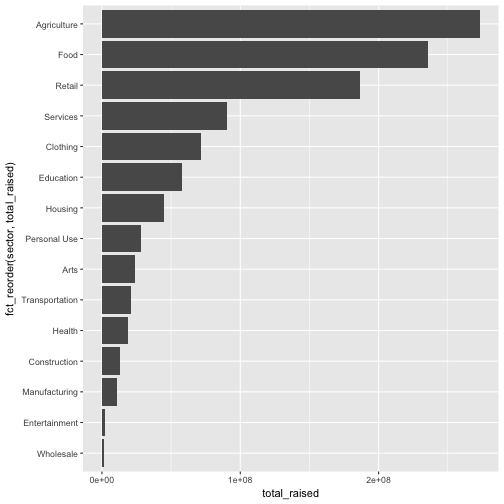 Agriculture
Food
Retail
Services
Clothing
Education
Housing
Personal Use
Arts
Transportation
Health
Construction
Manufacturing
Entertainment
Wholesale
fct_reorder(sector, total_raised)
0e+00 1e+08 2e+08
total_raised